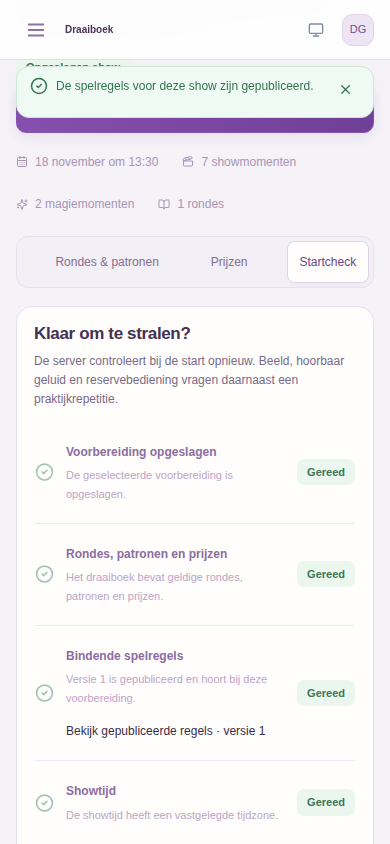 Draaiboek
DG
De spelregels voor deze show zijn gepubliceerd.
18 november om 13:30
7 showmomenten
2 magiemomenten
1 rondes
Rondes & patronen
Prijzen
Startcheck
Klaar om te stralen?
De server controleert bij de start opnieuw. Beeld, hoorbaar
geluid en reservebediening vragen daarnaast een
praktijkrepetitie.
Voorbereiding opgeslagen
De geselecteerde voorbereiding is
opgeslagen.
Gereed
Rondes, patronen en prijzen
Het draaiboek bevat geldige rondes,
patronen en prijzen.
Gereed
Bindende spelregels
Versie 1 is gepubliceerd en hoort bij deze
voorbereiding.
Bekijk gepubliceerde regels · versie 1
Gereed
Showtijd
De showtijd heeft een vastgelegde tijdzone.
Gereed